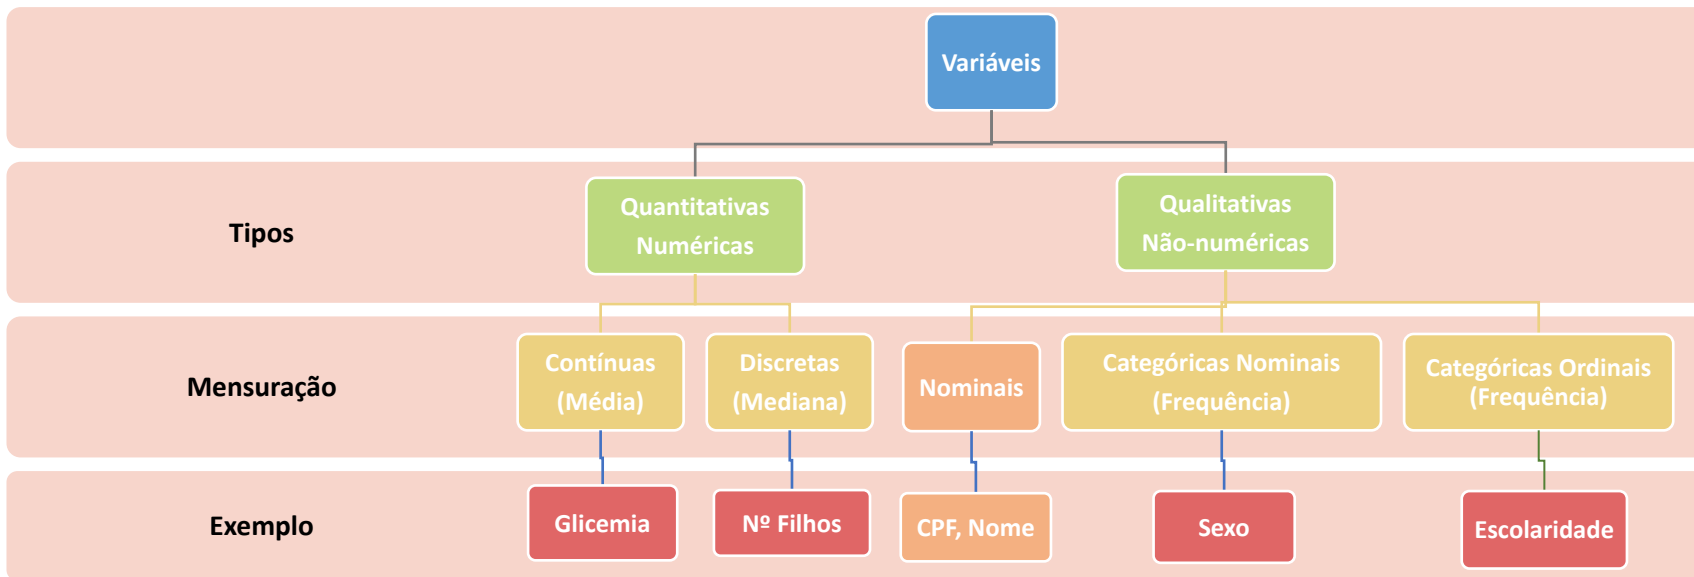 Variáveis
Tipos
Quantitativas
Numéricas
Qualitativas
Não-numéricas
Mensuração
Contínuas
(Média)
Discretas
(Mediana)
Nominais
Categóricas Nominais
(Frequência)
Categóricas Ordinais
(Frequência)
Exemplo
Glicemia
Nº Filhos
CPF, Nome
Sexo
Escolaridade